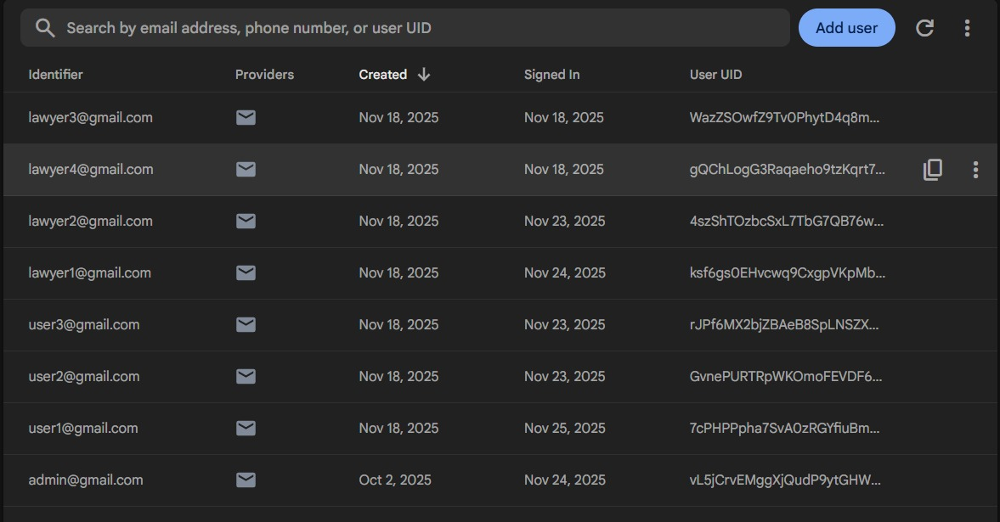 Search by email address, phone number, or user UID Add user
Identifier Providers Created Signed In User UID
lawyer3@gmail.com Nov 18, 2025 Nov 18, 2025 WazZSOwfZ9Tv0PhytD4q8m...
lawyer4@gmail.com Nov 18, 2025 Nov 18, 2025 gQChLogG3Raqaeho9tzKqrt7...
lawyer2@gmail.com Nov 18, 2025 Nov 23, 2025 4szShTOzbcSxL7TbG7QB76w...
lawyer1@gmail.com Nov 18, 2025 Nov 24, 2025 ksf6gs0EHvcwq9CxgpVKpMb...
user3@gmail.com Nov 18, 2025 Nov 23, 2025 rJPf6MX2bjZBAeB8SpLNSZX...
user2@gmail.com Nov 18, 2025 Nov 23, 2025 GvnePURTRpWKOmoFEVDF6...
user1@gmail.com Nov 18, 2025 Nov 25, 2025 7cPHPPpha7SvA0zRGYfiuBm...
admin@gmail.com Oct 2, 2025 Nov 24, 2025 vL5jCrvEMggXjQudP9ytGHW...